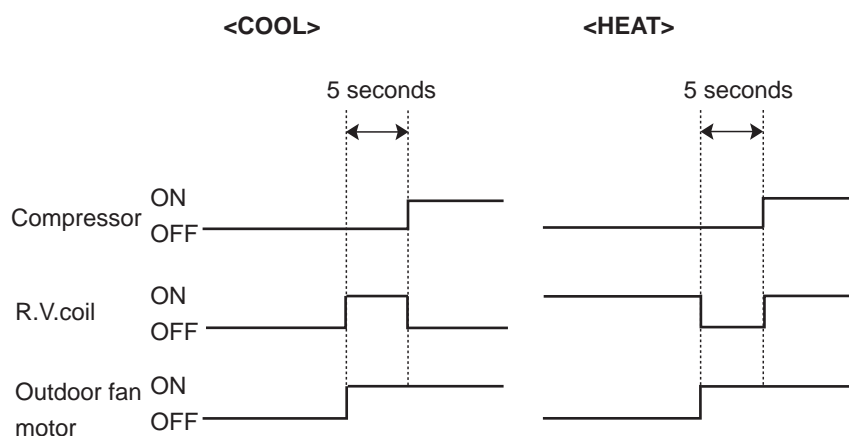 <COOL> <HEAT>
5 seconds 5 seconds
ON
Compressor
OFF
ON
R.V.coil
OFF
Outdoor fan ON
motor OFF